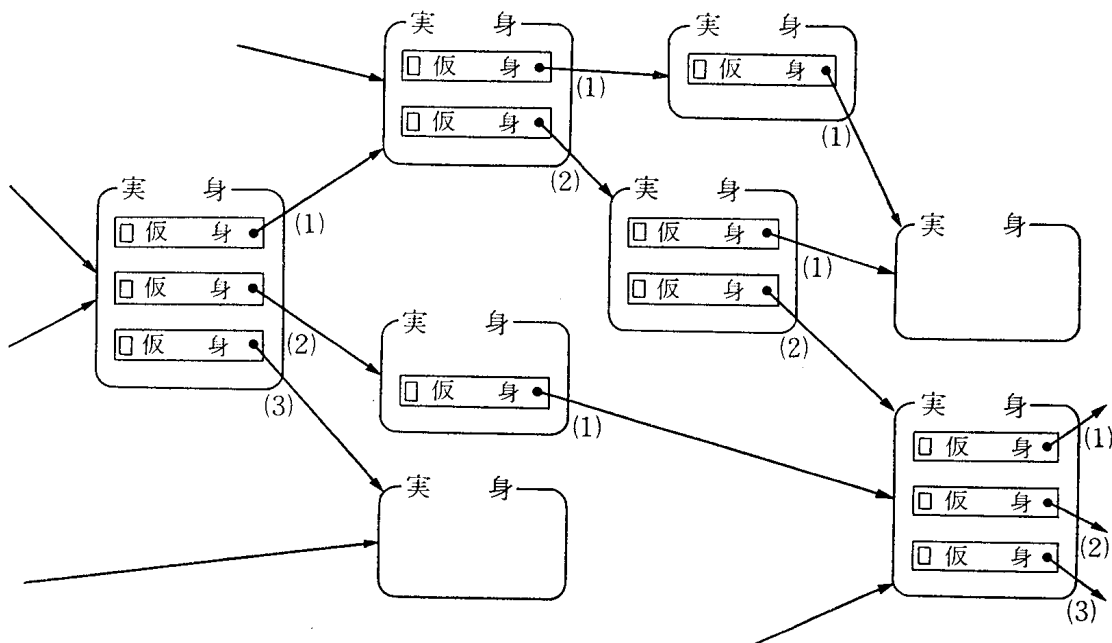 実 身
仮 身
(1)
仮 身
(2)
実 身
仮 身
(1)
実 身
仮 身
(1)
仮 身
(2)
仮 身
(3)
実 身
仮 身
(1)
仮 身
(2)
実 身
実 身
仮 身
(1)
実 身
実 身
仮 身
(1)
仮 身
(2)
仮 身
(3)